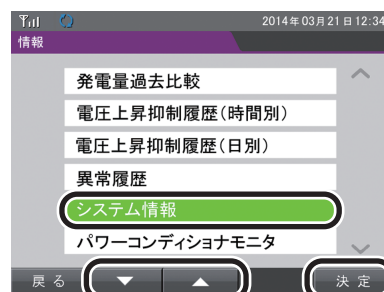 2014年03月21日 12:34
情報
発電量過去比較
電圧上昇抑制履歴（時間別）
電圧上昇抑制履歴（日別）
異常履歴
システム情報
パワーコンディショナモニタ
戻る ▼ ▲ 決定